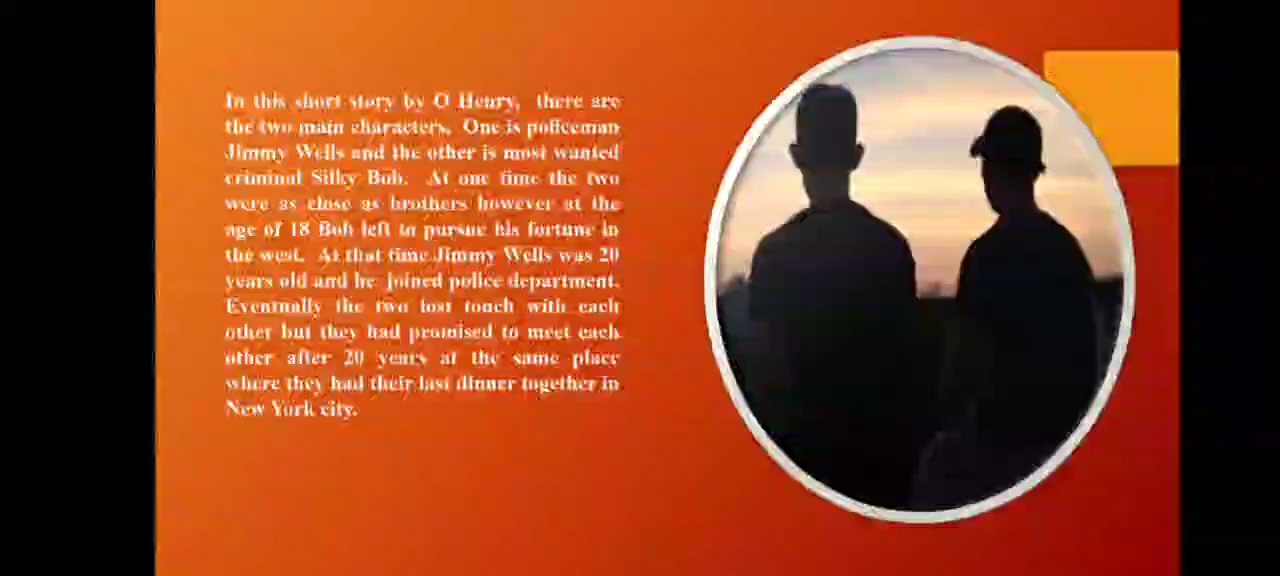 In this short story by O Henry, there are
the two main characters. One is policeman
Jimmy Wells and the other is most wanted
criminal Silky Bob. At one time the two
were as close as brothers however at the
age of 18 Bob left to pursue his fortune in
the west. At that time Jimmy Wells was 20
years old and he joined police department.
Eventually the two lost touch with each
other but they had promised to meet each
other after 20 years at the same place
where they had their last dinner together in
New York city.